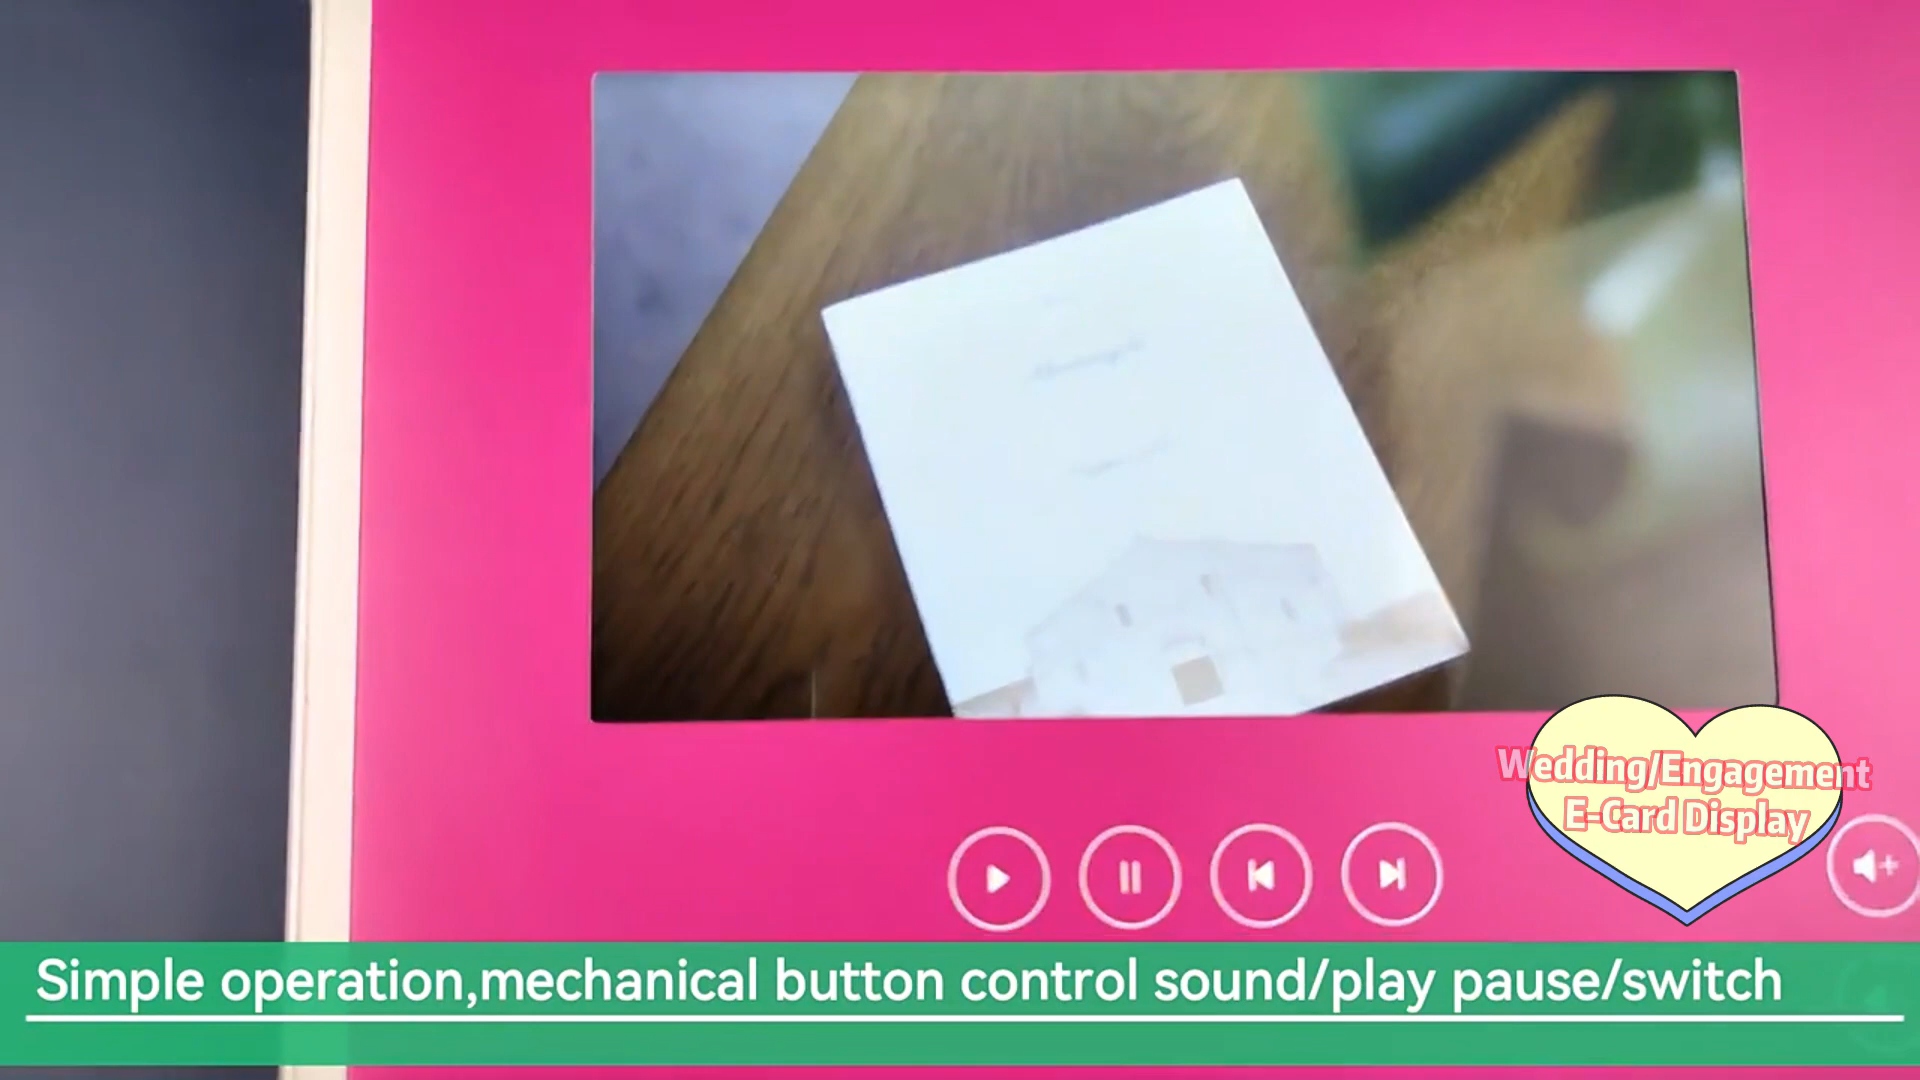 Wedding/Engagement
E-Card Display
Simple operation,mechanical button control sound/play pause/switch